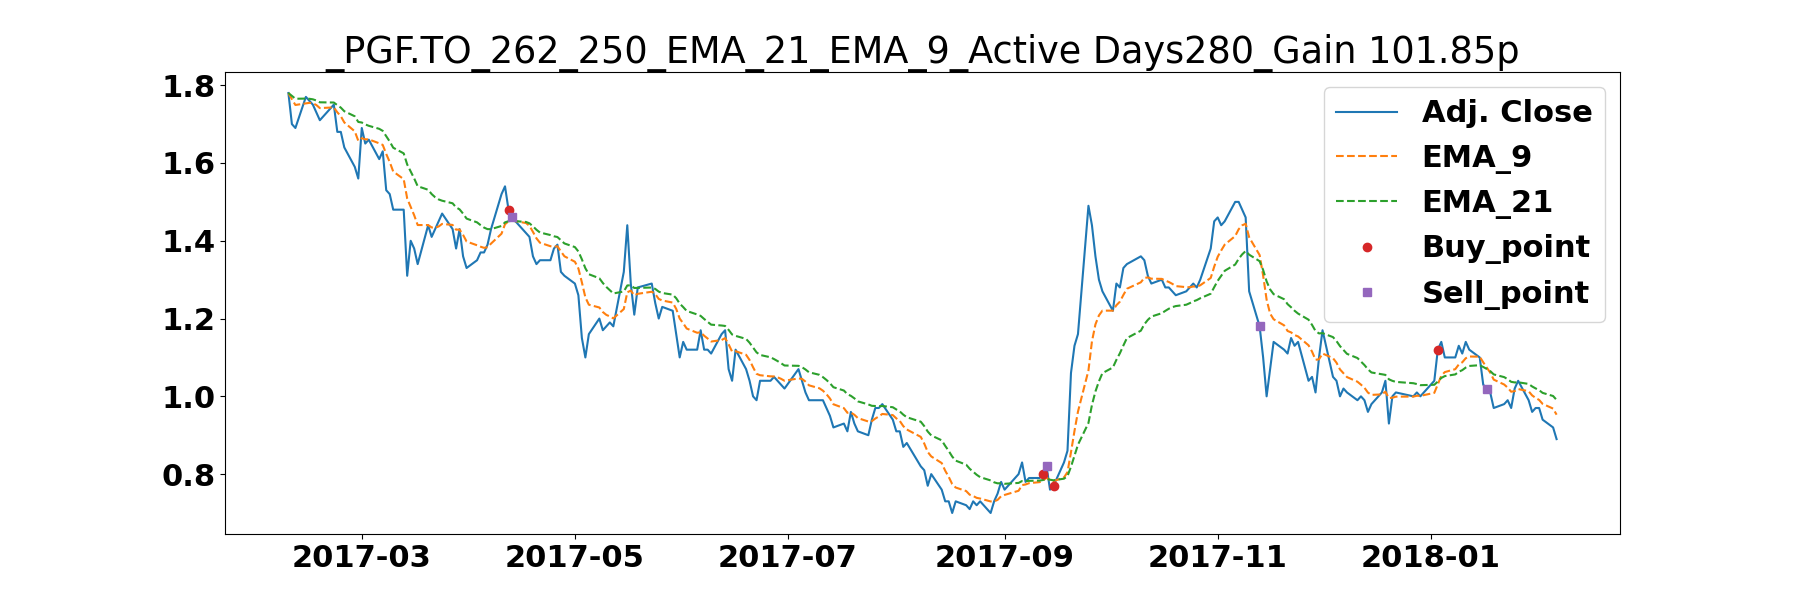 _PGF.TO_262_250_EMA_21_EMA_9_Active Days280_Gain 101.85p
1.8
1.6
1.4
1.2
1.0
0.8
Adj. Close
EMA_9
EMA_21
Buy_point
Sell_point
2017-03 2017-05 2017-07 2017-09 2017-11 2018-01